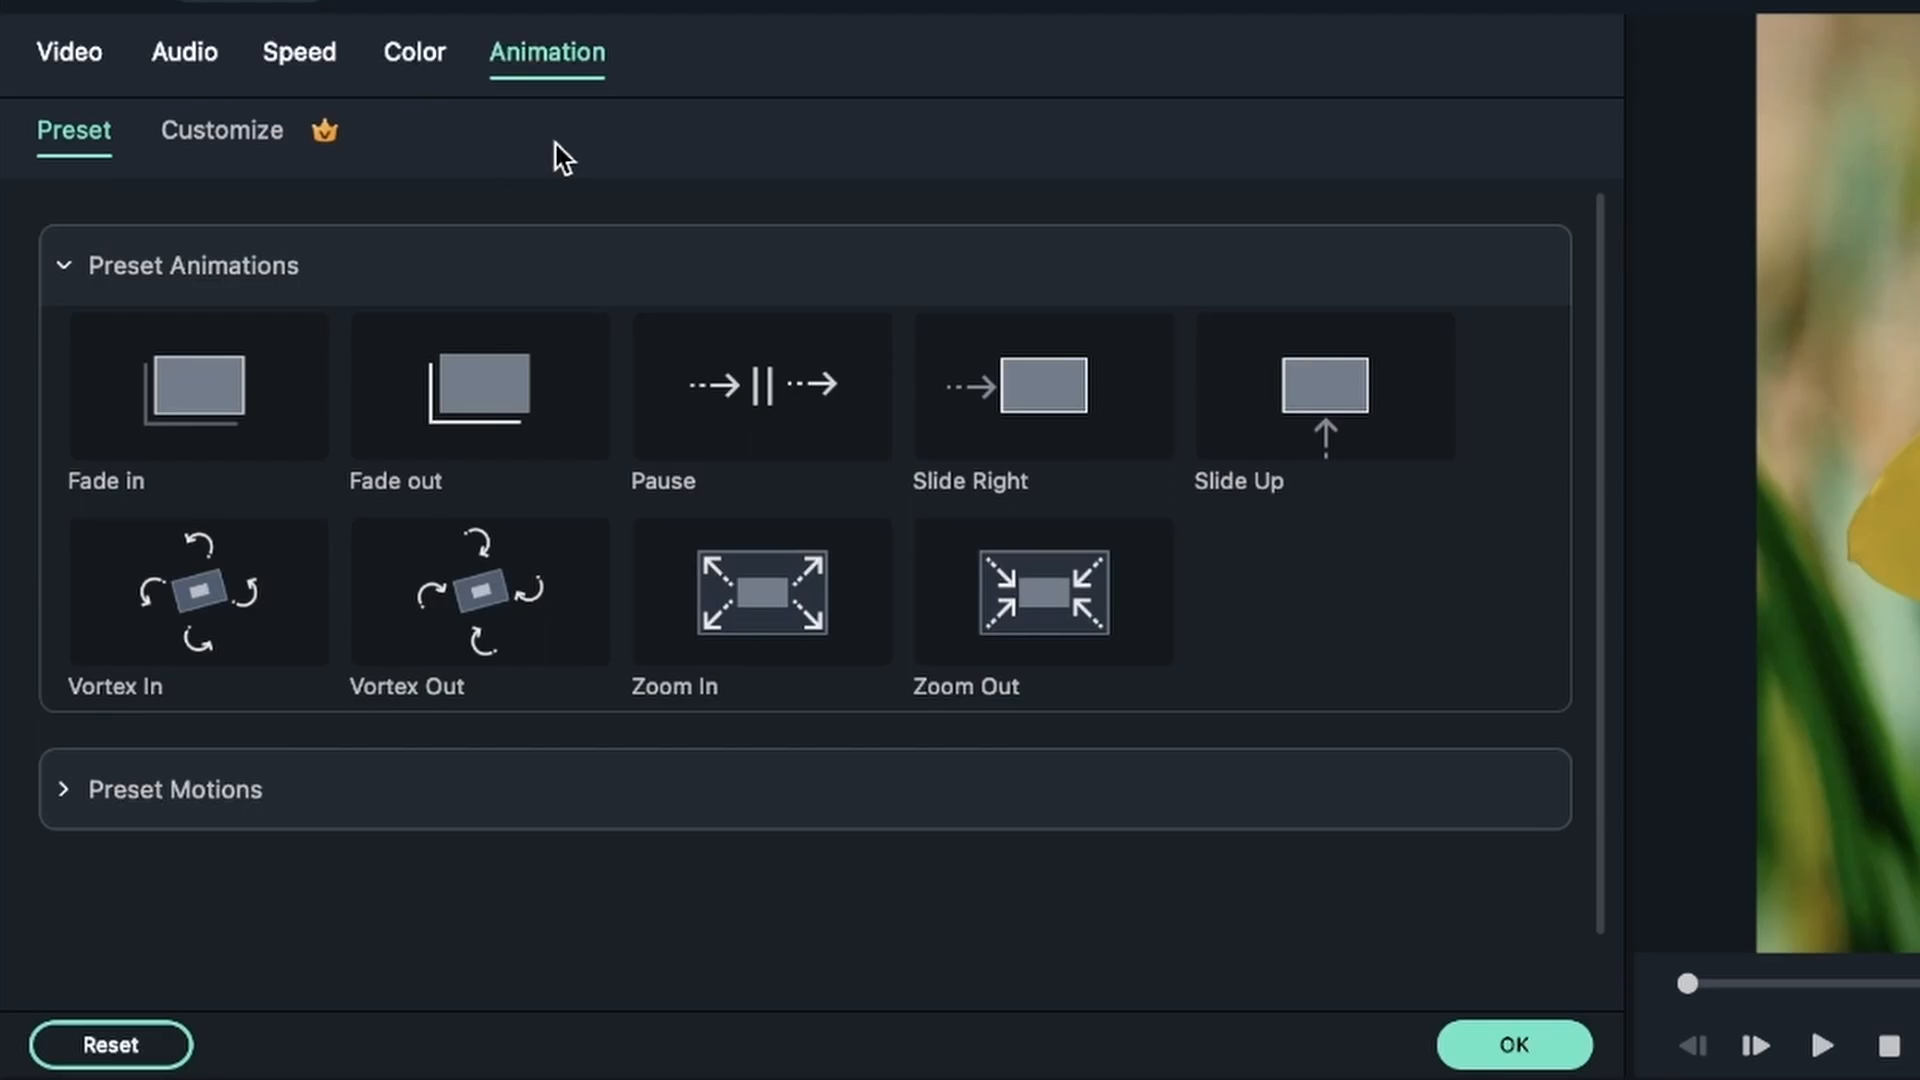 Video Audio Speed Color Animation
Preset Customize
Preset Animations
Fade in Fade out Pause Slide Right Slide Up
Vortex In Vortex Out Zoom In Zoom Out
Preset Motions
Reset OK